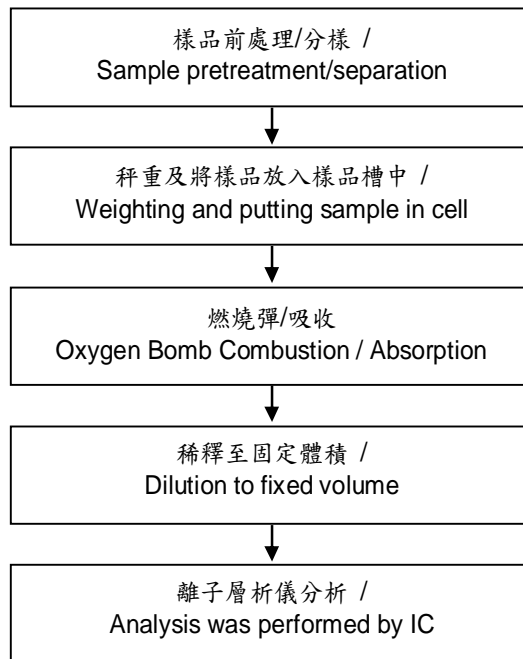 樣品前處理/分樣 /
Sample pretreatment/separation
秤重及將樣品放入樣品槽中 /
Weighting and putting sample in cell
燃燒彈/吸收
Oxygen Bomb Combustion / Absorption
稀釋至固定體積 /
Dilution to fixed volume
離子層析儀分析 /
Analysis was performed by IC